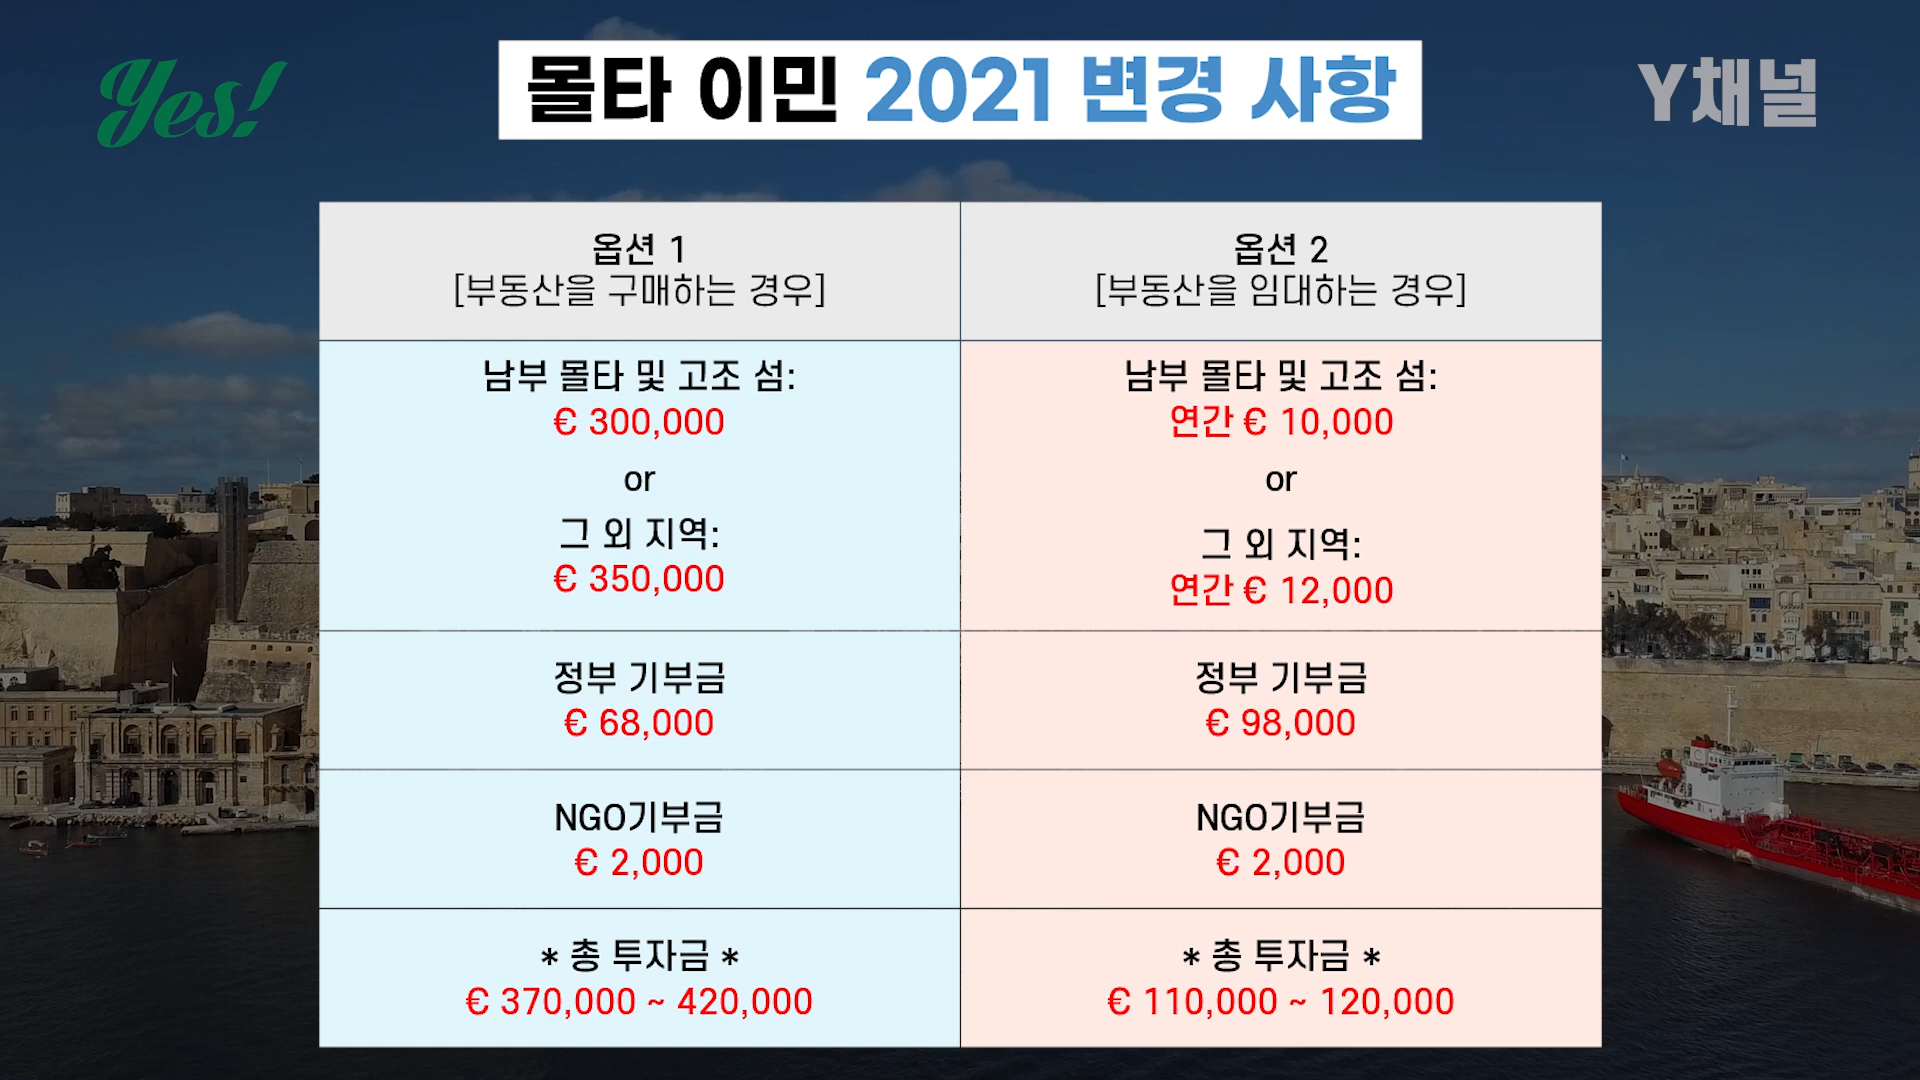 Yes!
몰타 이민 2021 변경 사항
Y채널
옵션 1
[부동산을 구매하는 경우]
옵션 2
[부동산을 임대하는 경우]
남부 몰타 및 고조 섬:
€ 300,000
or
그 외 지역:
€ 350,000
남부 몰타 및 고조 섬:
연간 € 10,000
or
그 외 지역:
연간 € 12,000
정부 기부금
€ 68,000
정부 기부금
€ 98,000
NGO기부금
€ 2,000
NGO기부금
€ 2,000
* 총 투자금 *
€ 370,000 ~ 420,000
* 총 투자금 *
€ 110,000 ~ 120,000